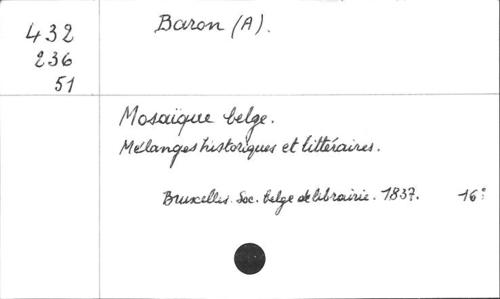 432
236
51
Baron (A).
Mosaïque belge.
Mélanges historiques et littéraires.
Bruxelles. Soc. belge de librairie. 1837. 16°